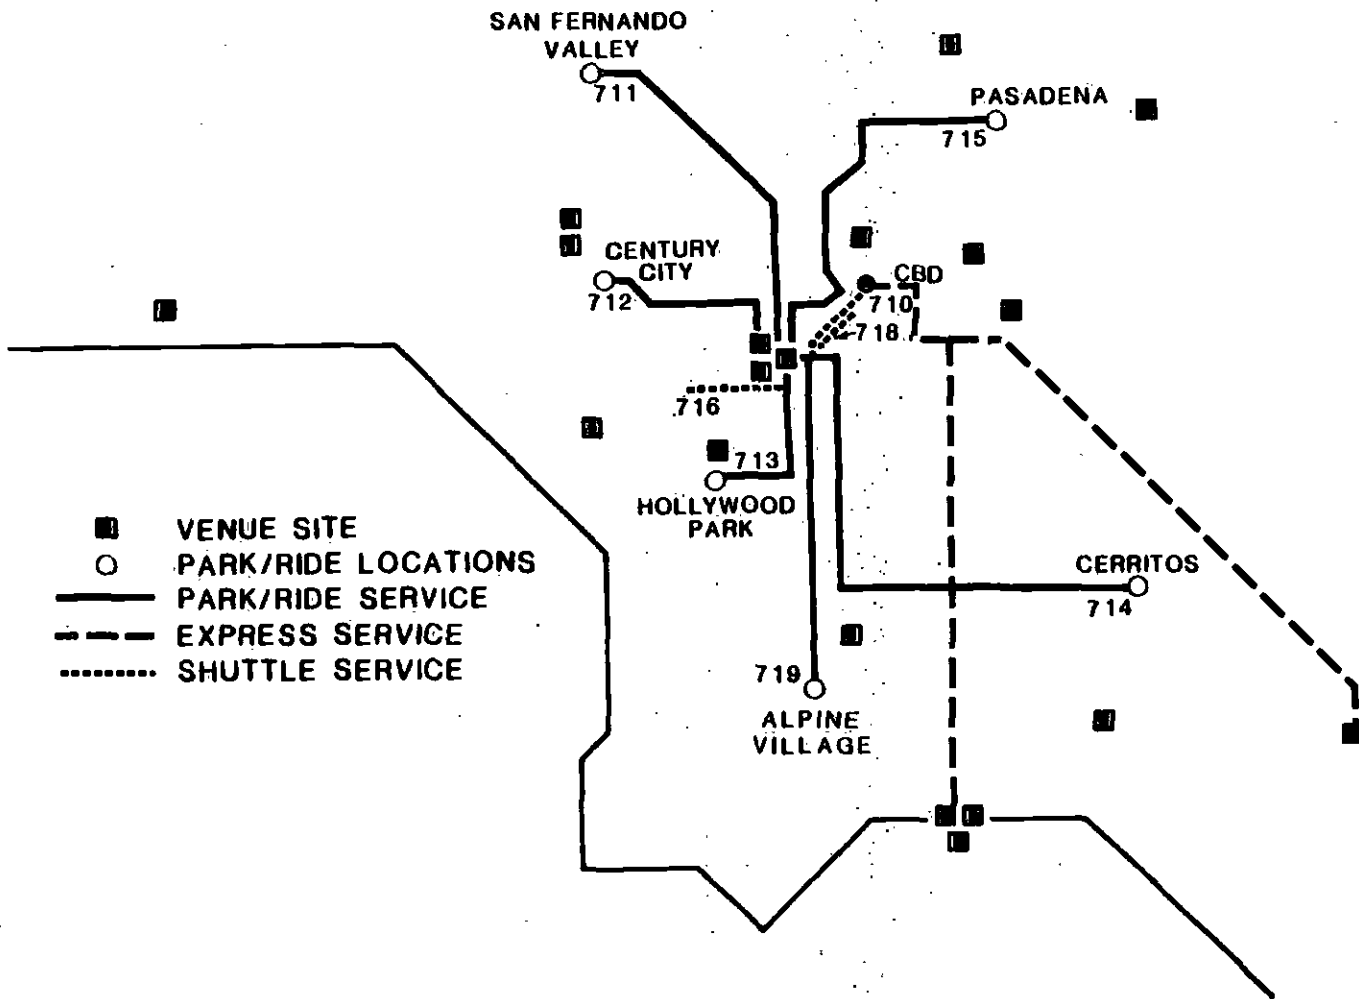 SAN FERNANDO
VALLEY
711
PASADENA
715
CENTURY
CITY
712
CBD
710
718
716
713
HOLLYWOOD
PARK
VENUE SITE
PARK/RIDE LOCATIONS
PARK/RIDE SERVICE
EXPRESS SERVICE
SHUTTLE SERVICE
CERRITOS
714
719
ALPINE
VILLAGE